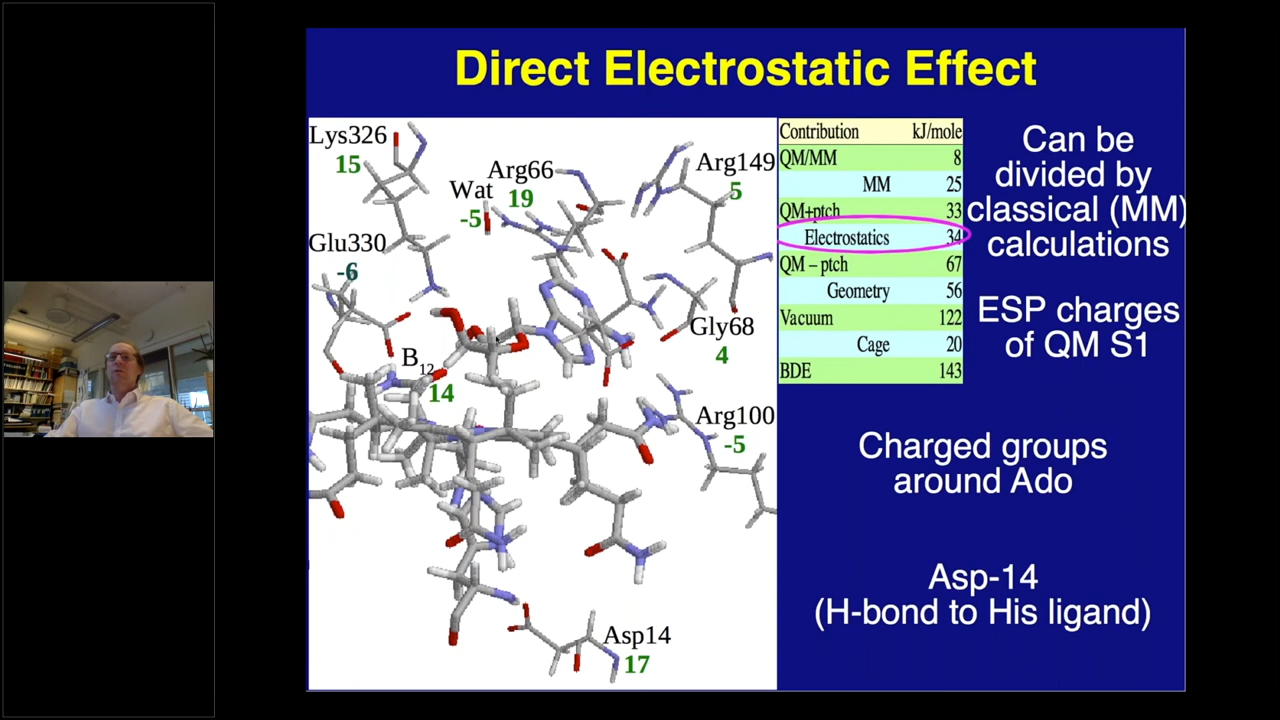 Direct Electrostatic Effect
Lys326
15
Arg66
19
Wat
-5
Arg149
5
Glu330
-6
Gly68
4
B12
14
Arg100
-5
Asp14
17
Contribution kJ/mole
QM/MM 8
MM 25
QM+ptch 33
Electrostatics 34
QM – ptch 67
Geometry 56
Vacuum 122
Cage 20
BDE 143
Can be
divided by
classical (MM)
calculations
ESP charges
of QM S1
Charged groups
around Ado
Asp-14
(H-bond to His ligand)